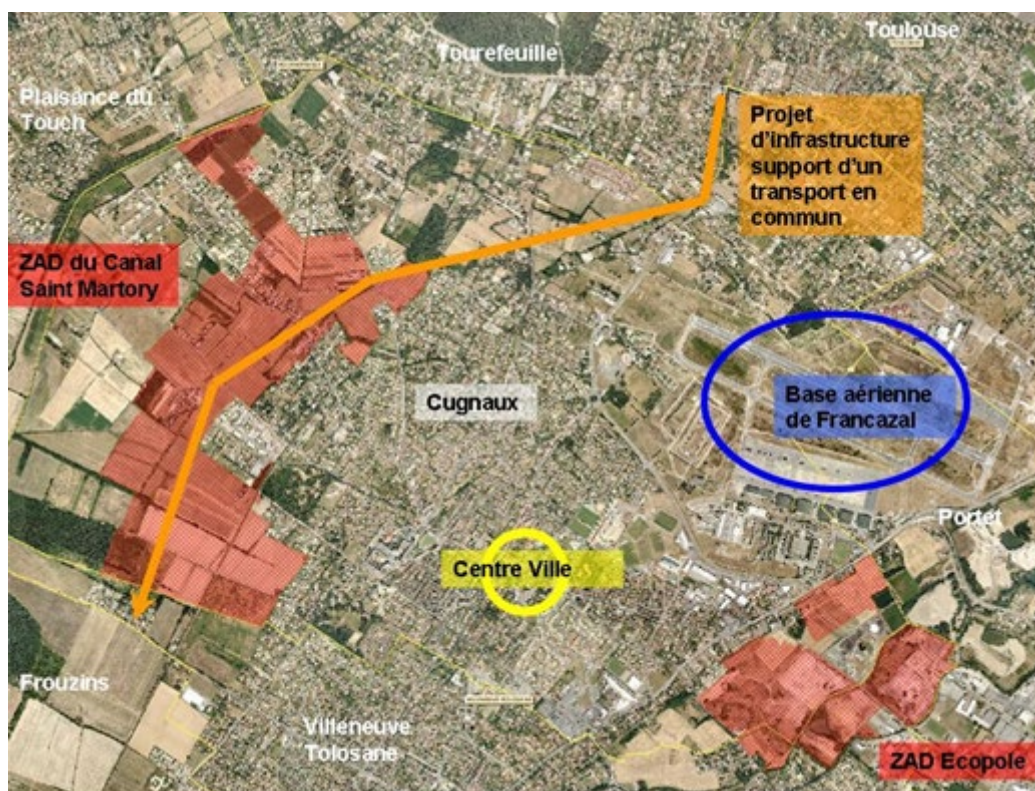 Toulouse
Tourefeuille
Plaisance du
Touch
Projet
d'infrastructure
support d'un
transport en
commun
ZAD du Canal
Saint Martory
Base aérienne
de Francazal
Cugnaux
Portet
Centre Ville
Frouzins
Villeneuve
Tolosane
ZAD Ecopole